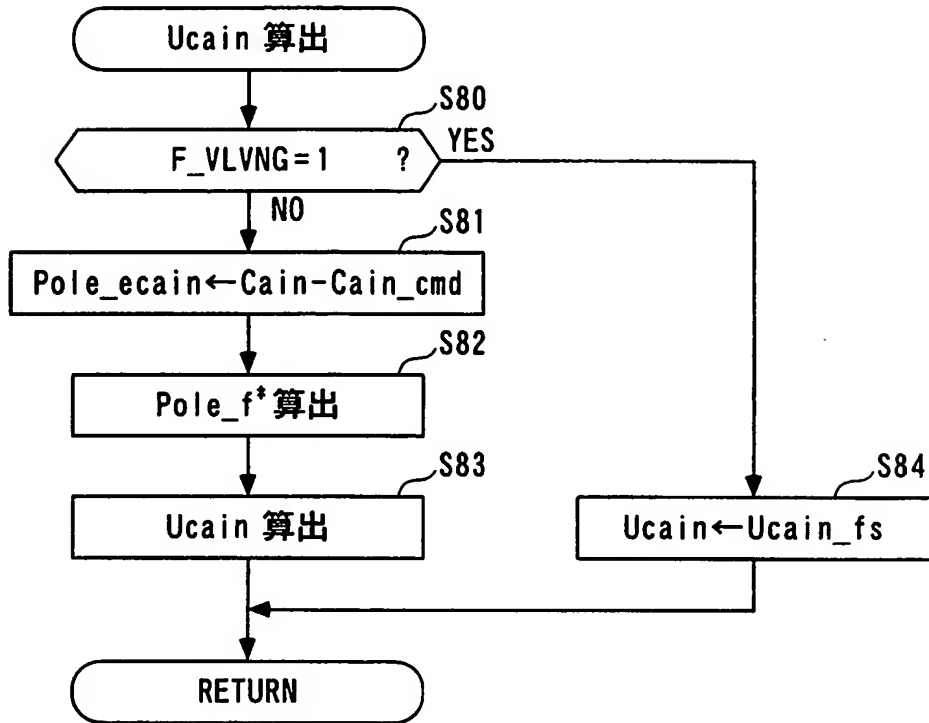 Ucain 算出
S80
F_VLVNG=1 ?
YES
NO
S81
Pole_ecain←Cain-Cain_cmd
S82
Pole_f*算出
S83
Ucain 算出
S84
Ucain←Ucain_fs
RETURN